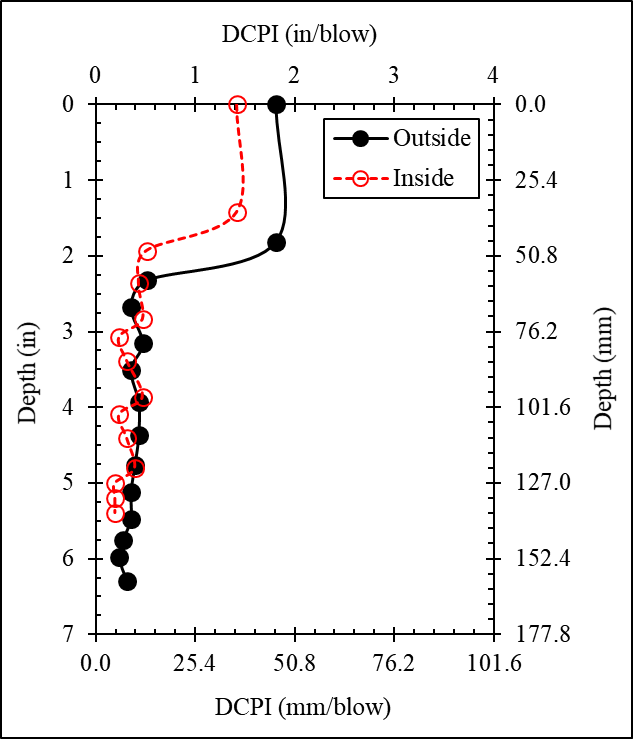 DCPI (in/blow)
0 1 2 3 4
0 0.0
Outside
Inside
1 25.4
2 50.8
3 76.2
4 101.6
5 127.0
6 152.4
7 177.8
Depth (in)
Depth (mm)
0.0 25.4 50.8 76.2 101.6
DCPI (mm/blow)